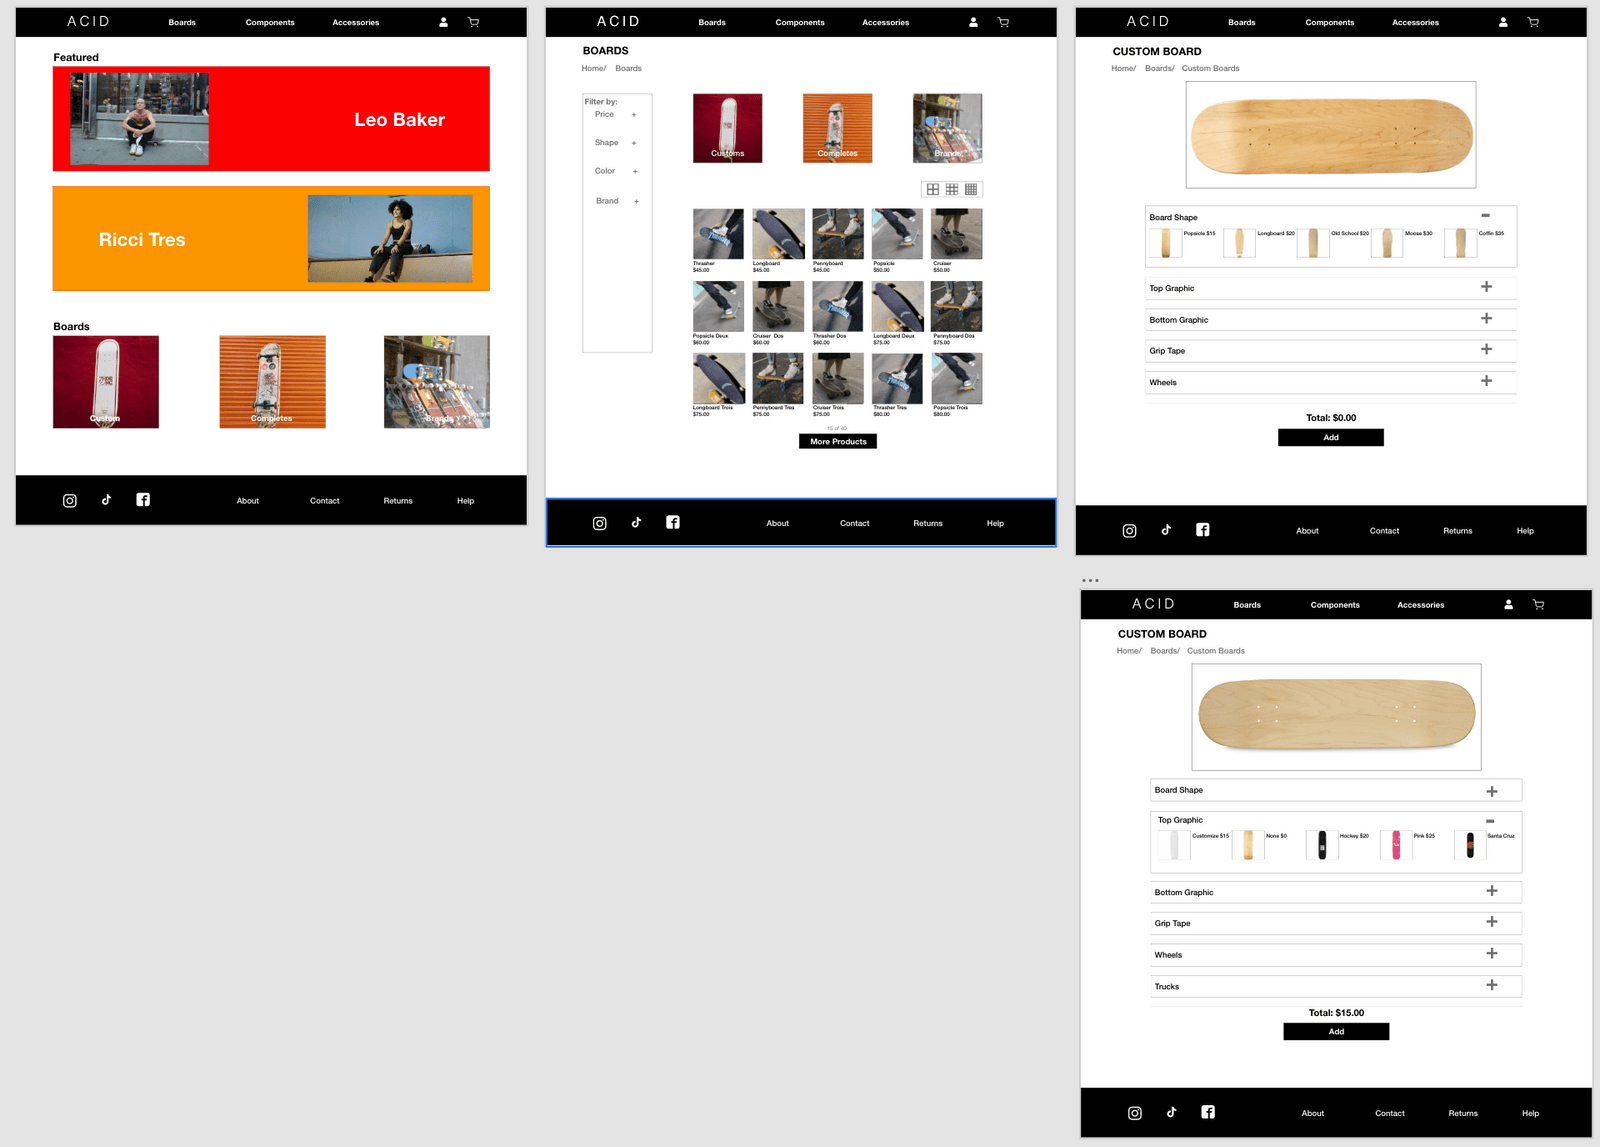 ACID Boards Components Accessories
Featured
Leo Baker
Ricci Tres
Boards
Custom Completes Brands
About Contact Returns Help
ACID Boards Components Accessories
BOARDS
Home/ Boards
Filter by:
Price +
Shape +
Color +
Brand +
Customs Completes Brands
Thrasher Longboard Pennyboard Popsicle Cruiser
$45.00 $45.00 $45.00 $50.00 $50.00
Popsicle Deux Cruiser Dos Thrasher Dos Longboard Deux Pennyboard Dos
$60.00 $60.00 $60.00 $75.00 $75.00
Longboard Trois Pennyboard Tres Cruiser Trois Thrasher Tres Popsicle Trois
$75.00 $75.00 $75.00 $80.00 $80.00
15 of 40
More Products
About Contact Returns Help
ACID Boards Components Accessories
CUSTOM BOARD
Home/ Boards/ Custom Boards
Board Shape
Popsicle $15 Longboard $20 Old School $20 Moose $30 Coffin $35
Top Graphic
Bottom Graphic
Grip Tape
Wheels
Total: $0.00
Add
About Contact Returns Help
ACID Boards Components Accessories
CUSTOM BOARD
Home/ Boards/ Custom Boards
Board Shape
Top Graphic
Customize $15 None $0 Hockey $20 Pink $25 Santa Cruz
Bottom Graphic
Grip Tape
Wheels
Trucks
Total: $15.00
Add
About Contact Returns Help